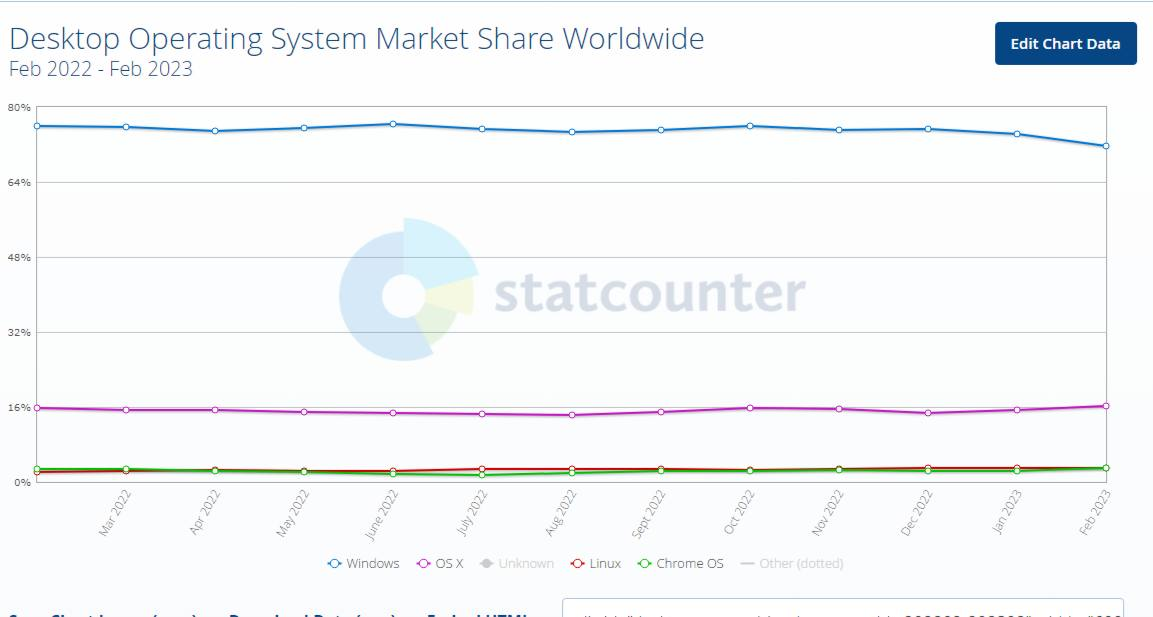 Desktop Operating System Market Share Worldwide
Feb 2022 - Feb 2023
Edit Chart Data
80%
64%
48%
32%
16%
0%
statcounter
Mar 2022
Apr 2022
May 2022
June 2022
July 2022
Aug 2022
Sept 2022
Oct 2022
Nov 2022
Dec 2022
Jan 2023
Feb 2023
Windows OS X Unknown Linux Chrome OS Other (dotted)